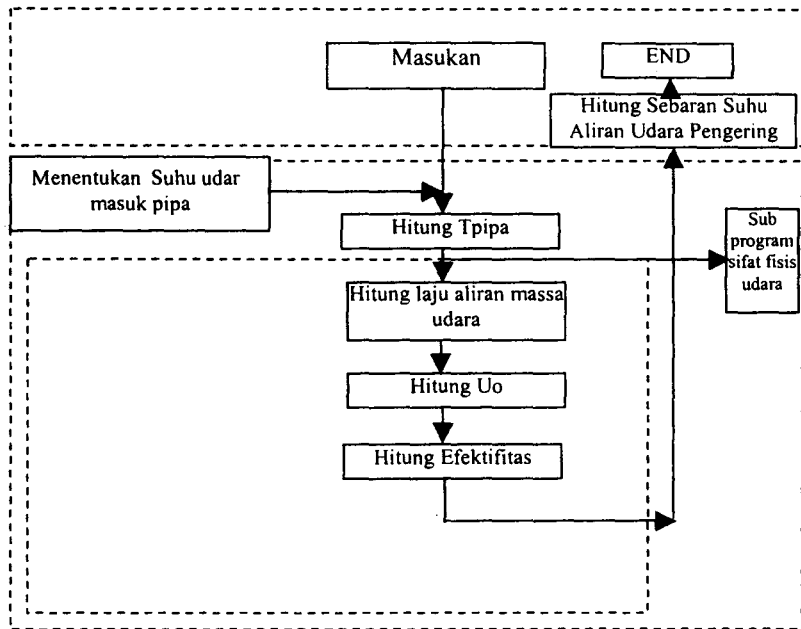 Masukan
END
Hitung Sebaran Suhu
Aliran Udara Pengering
Menentukan Suhu udar
masuk pipa
Hitung Tpipa
Sub
program
sifat fisis
udara
Hitung laju aliran massa
udara
Hitung Uo
Hitung Efektifitas